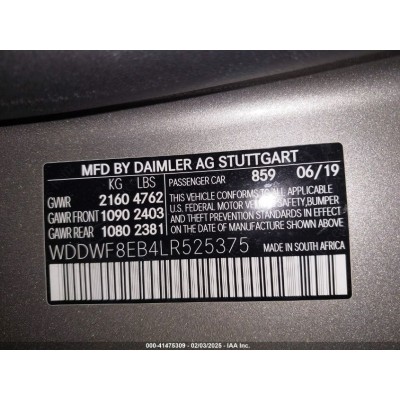 MFD BY DAIMLER AG STUTTGART
KG LBS
PASSENGER CAR 859 06/19
GVWR 2160 4762
GAWR FRONT 1090 2403
GAWR REAR 1080 2381
THIS VEHICLE CONFORMS TO ALL APPLICABLE
U.S. FEDERAL MOTOR VEHICLE SAFETY,BUMPER,
AND THEFT PREVENTION STANDARDS IN EFFECT
ON THE DATE OF MANUFACTURE SHOWN ABOVE.
WDDWF8EB4LR525375
MADE IN SOUTH AFRICA
000-41475309 - 02/03/2025 - IAA Inc.